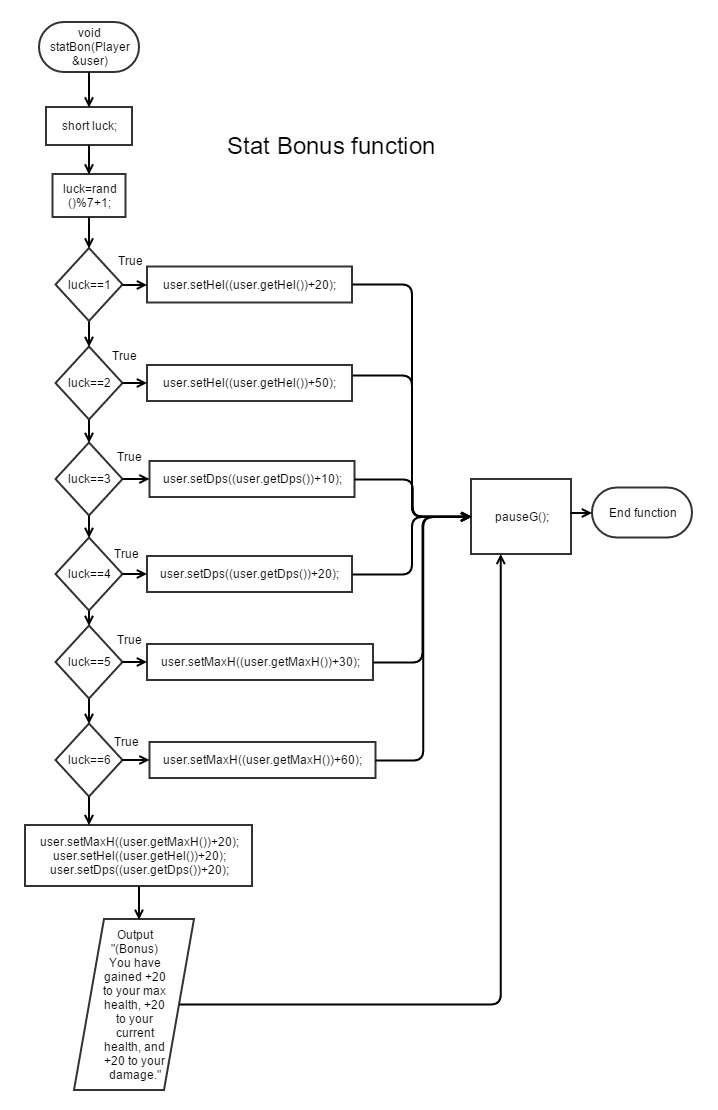 void
statBon(Player
&user)
short luck;
Stat Bonus function
luck=rand
()%7+1;
True
luck==1
user.setHel((user.getHel())+20);
True
luck==2
user.setHel((user.getHel())+50);
True
luck==3
user.setDps((user.getDps())+10);
pauseG();
End function
True
luck==4
user.setDps((user.getDps())+20);
True
luck==5
user.setMaxH((user.getMaxH())+30);
True
luck==6
user.setMaxH((user.getMaxH())+60);
user.setMaxH((user.getMaxH())+20);
user.setHel((user.getHel())+20);
user.setDps((user.getDps())+20);
Output
"(Bonus)
You have
gained +20
to your max
health, +20
to your
current
health, and
+20 to your
damage."